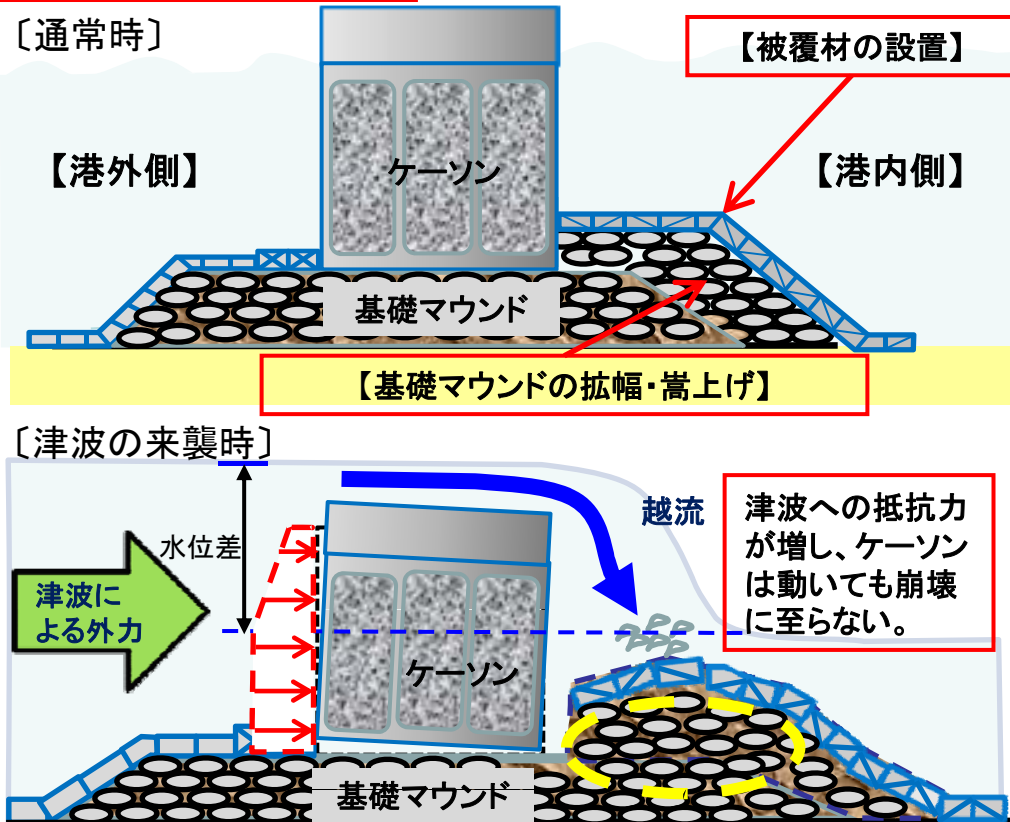 〔通常時〕
【被覆材の設置】
【港外側】
ケーソン
【港内側】
基礎マウンド
【基礎マウンドの拡幅・嵩上げ】
〔津波の来襲時〕
水位差
越流
津波への抵抗力
が増し、ケーソン
は動いても崩壊
に至らない。
津波に
よる外力
ケーソン
基礎マウンド